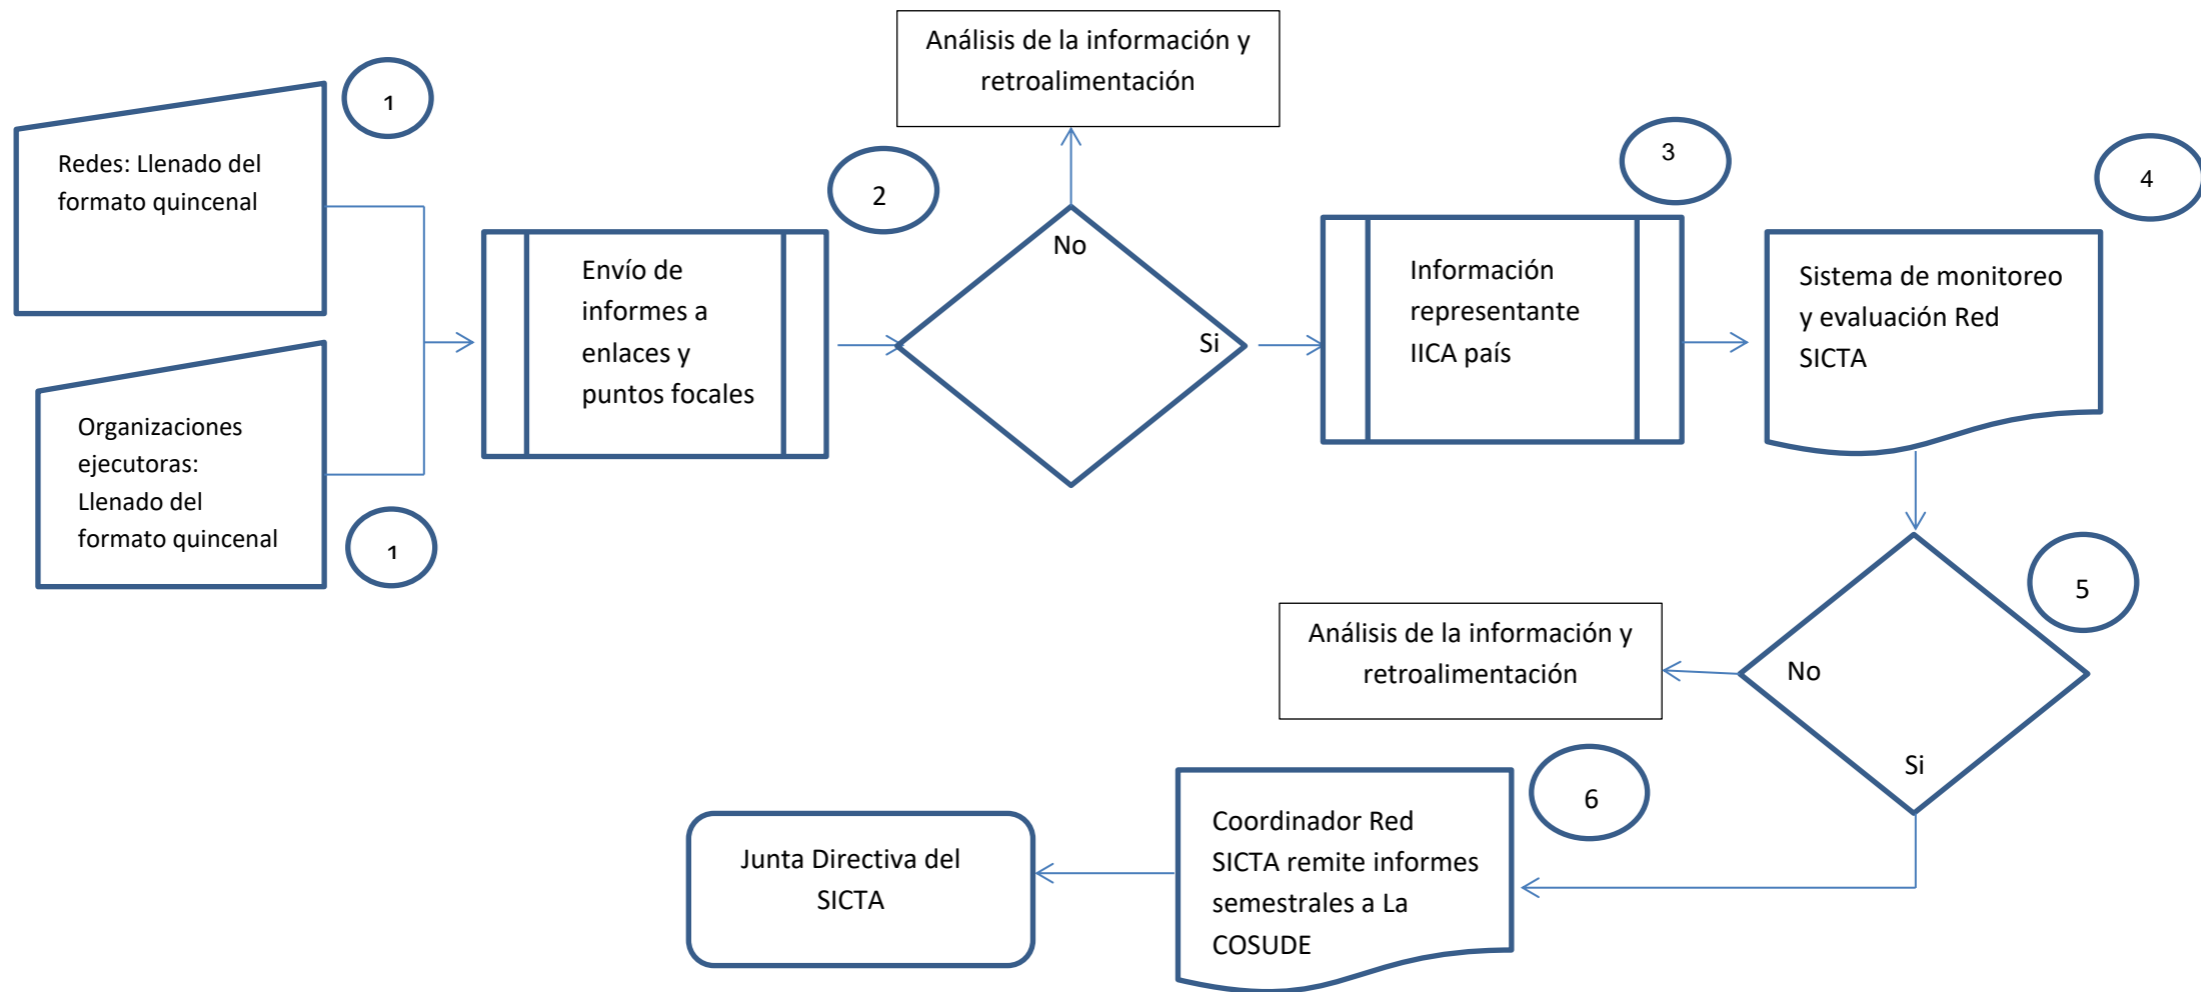 Análisis de la información y
retroalimentación
1
Redes: Llenado del
formato quincenal
2
3
4
No
Si
Envío de
informes a
enlaces y
puntos focales
Información
representante
IICA país
Sistema de monitoreo
y evaluación Red
SICTA
Organizaciones
ejecutoras:
Llenado del
formato quincenal
1
5
Análisis de la información y
retroalimentación
No
Si
6
Coordinador Red
SICTA remite informes
semestrales a La
COSUDE
Junta Directiva del
SICTA